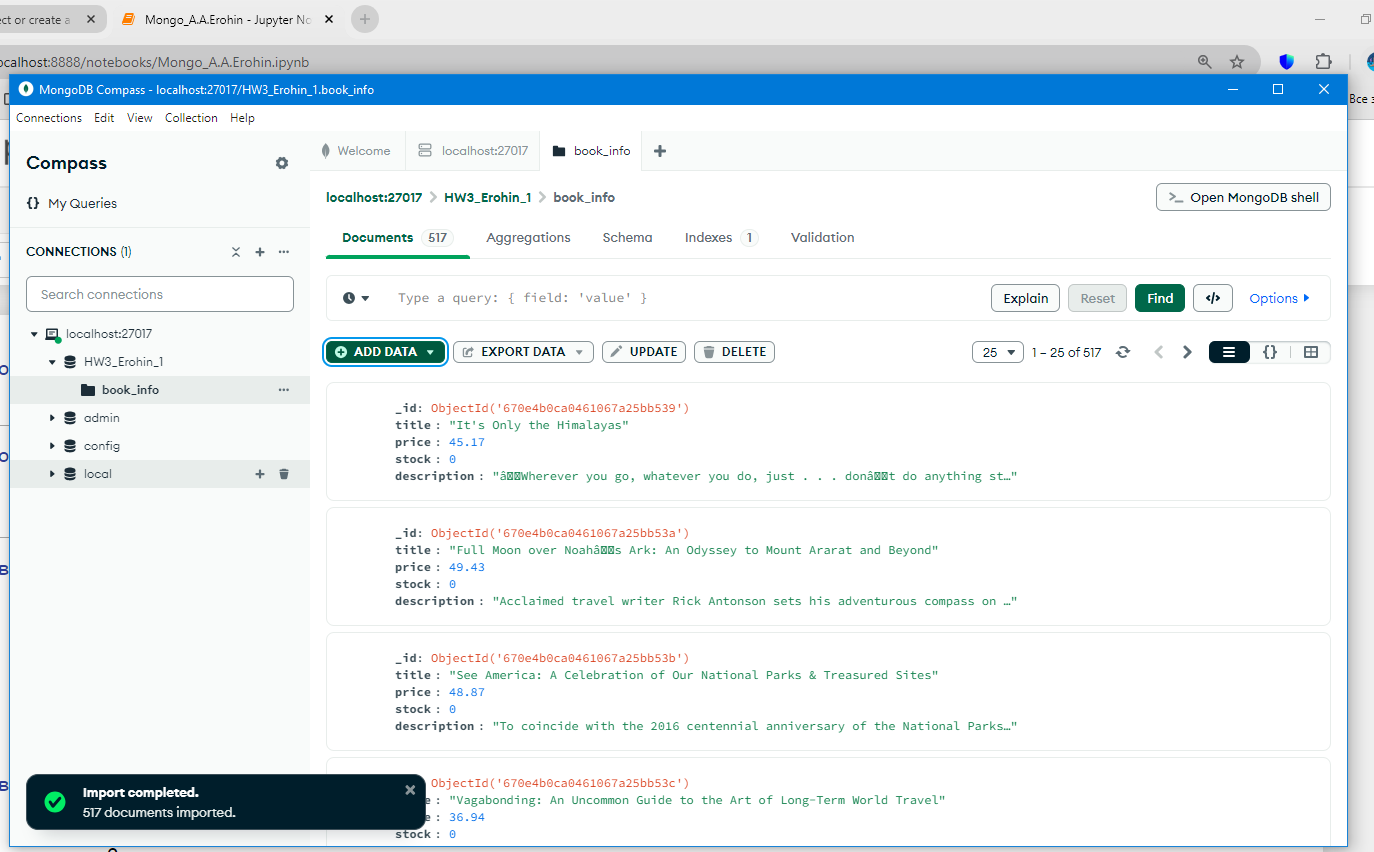 ect or create a
Mongo_A.A.Erohin - Jupyter No
ocalhost:8888/notebooks/Mongo_A.A.Erohin.ipynb
Все з
MongoDB Compass - localhost:27017/HW3_Erohin_1.book_info
Connections Edit View Collection Help
Compass
{} My Queries
CONNECTIONS (1)
Search connections
localhost:27017
HW3_Erohin_1
book_info
admin
config
local
Welcome
localhost:27017
book_info
localhost:27017 > HW3_Erohin_1 > book_info
>_ Open MongoDB shell
Documents 517 Aggregations Schema Indexes 1 Validation
Type a query: { field: 'value' }
Explain Reset Find </> Options
ADD DATA EXPORT DATA UPDATE DELETE
25 1 – 25 of 517 {}
_id: ObjectId('670e4b0ca0461067a25bb539')
title : "It's Only the Himalayas"
price : 45.17
stock : 0
description : "â��Wherever you go, whatever you do, just . . . donâ��t do anything st…"
_id: ObjectId('670e4b0ca0461067a25bb53a')
title : "Full Moon over Noahâ��s Ark: An Odyssey to Mount Ararat and Beyond"
price : 49.43
stock : 0
description : "Acclaimed travel writer Rick Antonson sets his adventurous compass on …"
_id: ObjectId('670e4b0ca0461067a25bb53b')
title : "See America: A Celebration of Our National Parks & Treasured Sites"
price : 48.87
stock : 0
description : "To coincide with the 2016 centennial anniversary of the National Parks…"
ObjectId('670e4b0ca0461067a25bb53c')
e : "Vagabonding: An Uncommon Guide to the Art of Long-Term World Travel"
e : 36.94
stock : 0
Import completed.
517 documents imported.